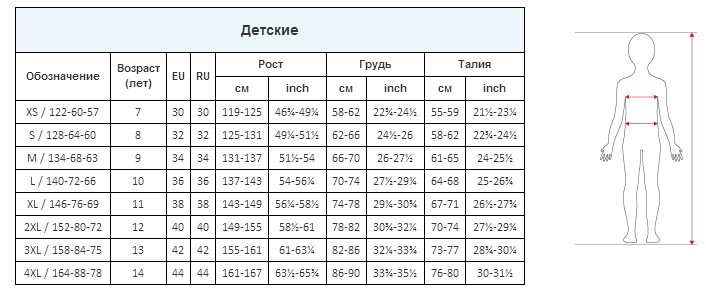 Детские
Обозначение Возраст (лет) EU RU Рост Грудь Талия
см inch см inch см inch
XS / 122-60-57 7 30 30 119-125 46¾-49¼ 58-62 22¾-24½ 55-59 21½-23¼
S / 128-64-60 8 32 32 125-131 49¼-51½ 62-66 24½-26 58-62 22¾-24½
M / 134-68-63 9 34 34 131-137 51½-54 66-70 26-27½ 61-65 24-25½
L / 140-72-66 10 36 36 137-143 54-56¼ 70-74 27½-29¼ 64-68 25-26¾
XL / 146-76-69 11 38 38 143-149 56¼-58½ 74-78 29¼-30¾ 67-71 26½-27¾
2XL / 152-80-72 12 40 40 149-155 58½-61 78-82 30¾-32¼ 70-74 27½-29¼
3XL / 158-84-75 13 42 42 155-161 61-63¼ 82-86 32¼-33¾ 73-77 28¾-30¼
4XL / 164-88-78 14 44 44 161-167 63½-65¾ 86-90 33¾-35½ 76-80 30-31½